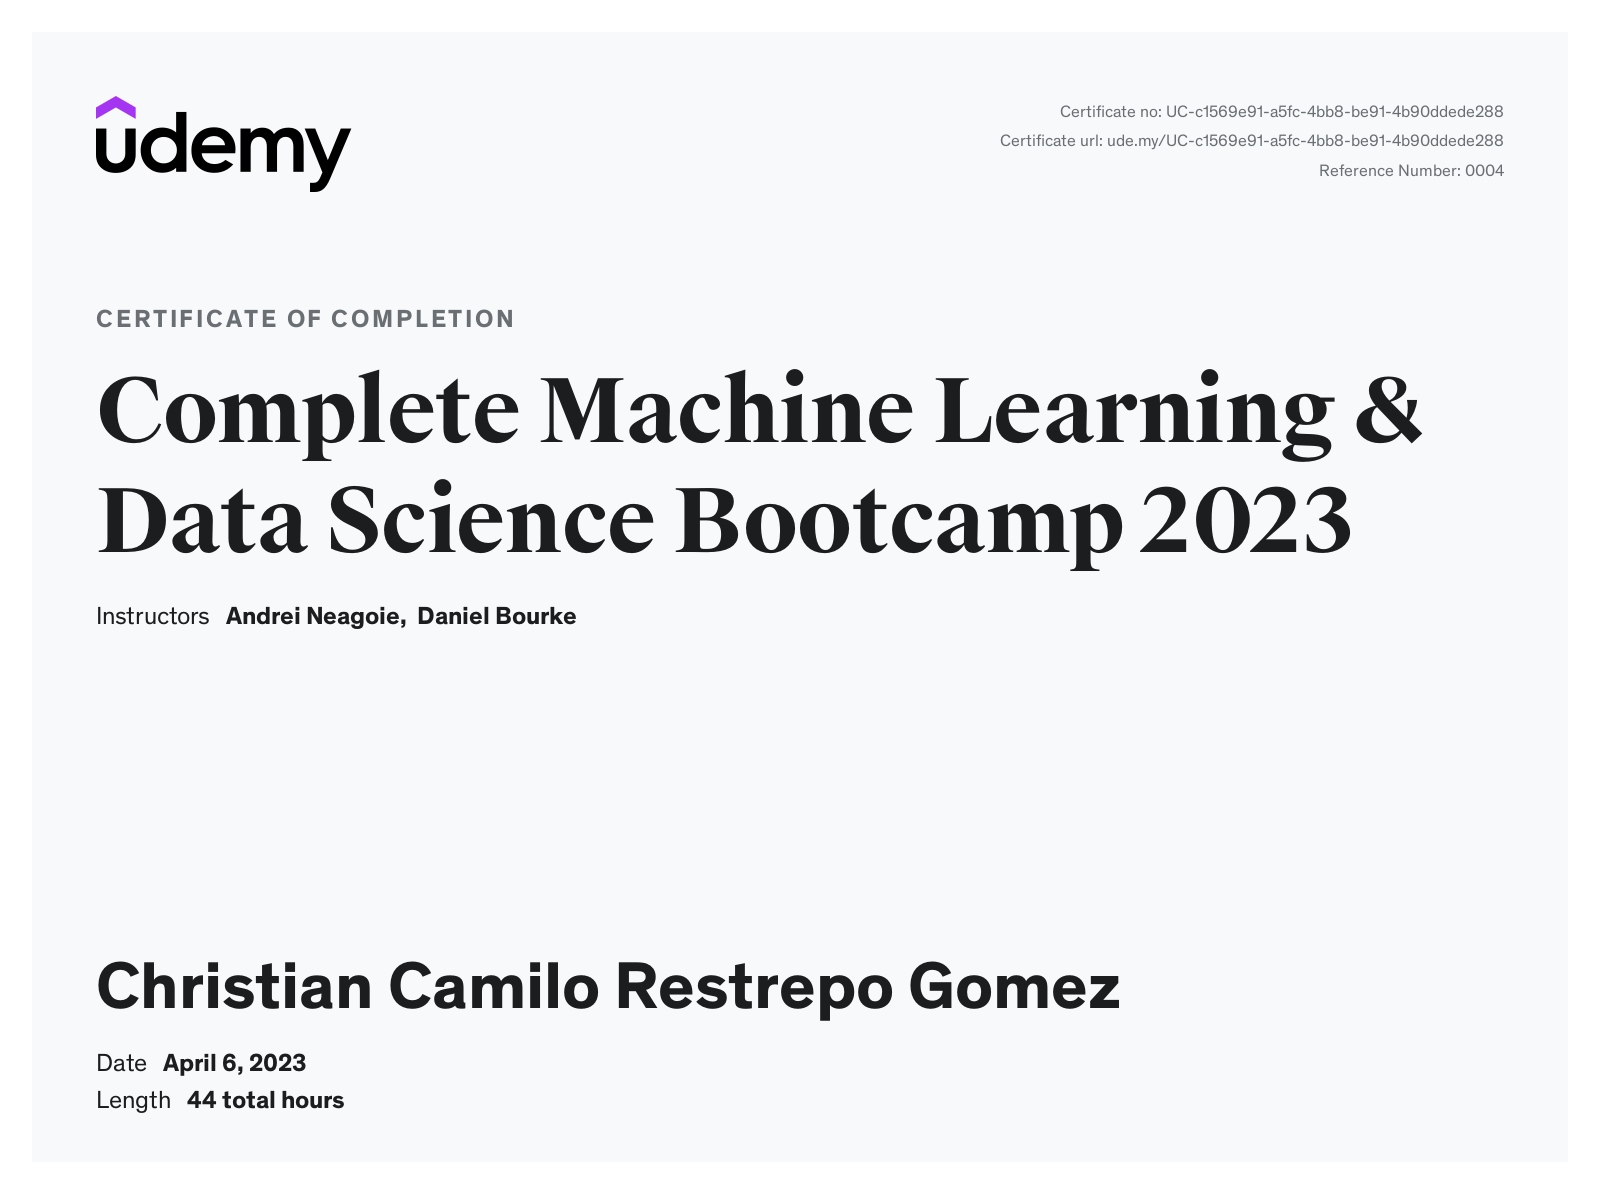 udemy
Certificate no: UC-c1569e91-a5fc-4bb8-be91-4b90ddede288
Certificate url: ude.my/UC-c1569e91-a5fc-4bb8-be91-4b90ddede288
Reference Number: 0004
CERTIFICATE OF COMPLETION
Complete Machine Learning &
Data Science Bootcamp 2023
Instructors Andrei Neagoie, Daniel Bourke
Christian Camilo Restrepo Gomez
Date April 6, 2023
Length 44 total hours